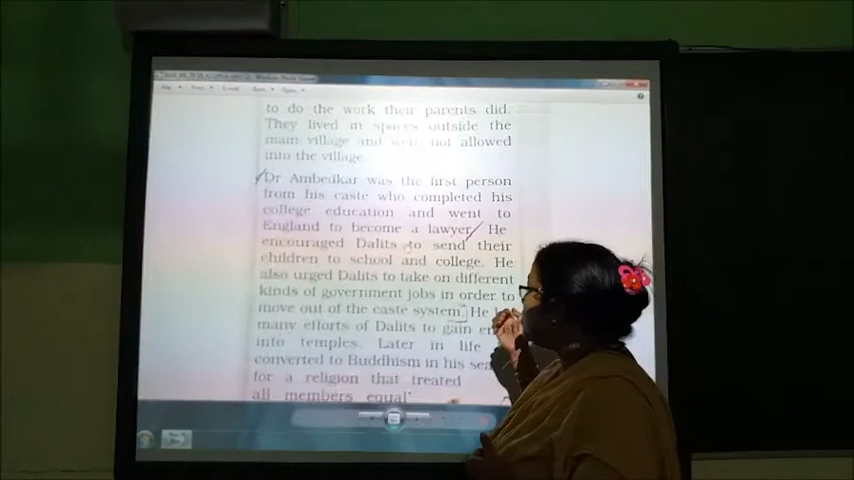 to do the work their parents did.
They lived in spaces outside the
main village and were not allowed
into the village.
Dr Ambedkar was the first person
from his caste who completed his
college education and went to
England to become a lawyer. He
encouraged Dalits to send their
children to school and college. He
also urged Dalits to take on different
kinds of government jobs in order to
move out of the caste system. He
many efforts of Dalits to gain
into temples. Later in life
converted to Buddhism in his
for a religion that treated
all members equal